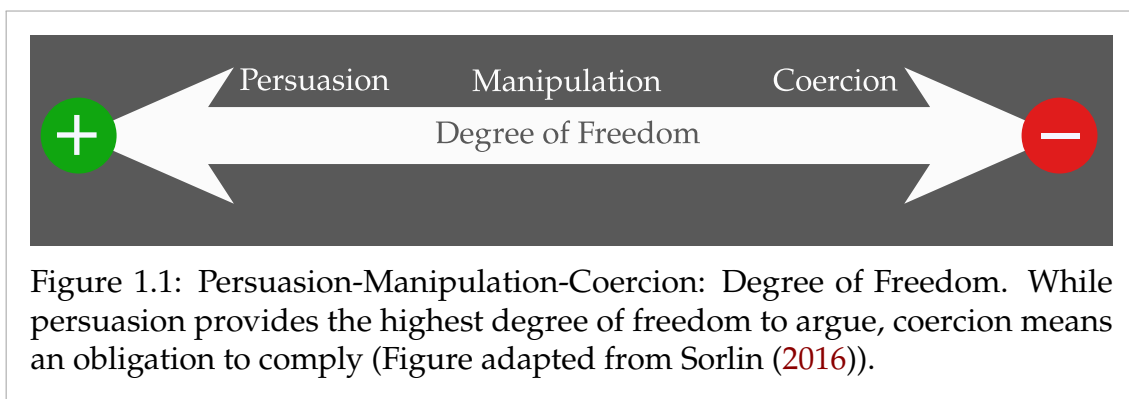 Persuasion Manipulation Coercion
Degree of Freedom
Figure 1.1: Persuasion-Manipulation-Coercion: Degree of Freedom. While
persuasion provides the highest degree of freedom to argue, coercion means
an obligation to comply (Figure adapted from Sorlin (2016)).